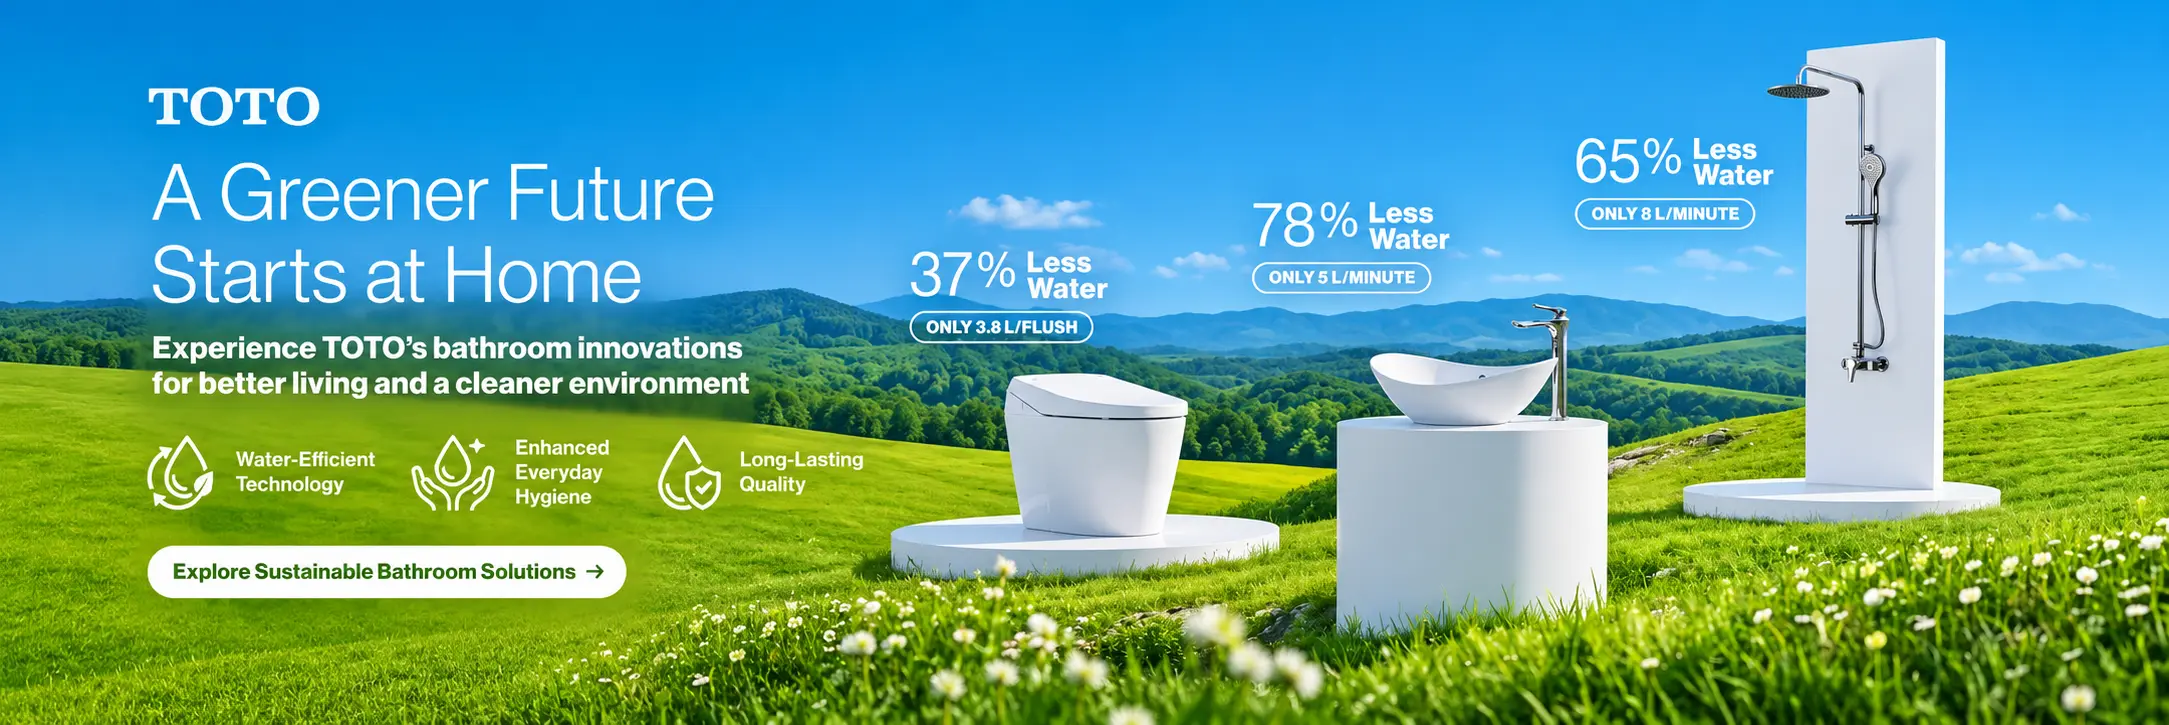 TOTO
A Greener Future
Starts at Home
Experience TOTO's bathroom innovations
for better living and a cleaner environment
Water-Efficient
Technology
Enhanced
Everyday
Hygiene
Long-Lasting
Quality
Explore Sustainable Bathroom Solutions →
37% Less
Water
ONLY 3.8 L/FLUSH
78% Less
Water
ONLY 5 L/MINUTE
65% Less
Water
ONLY 8 L/MINUTE